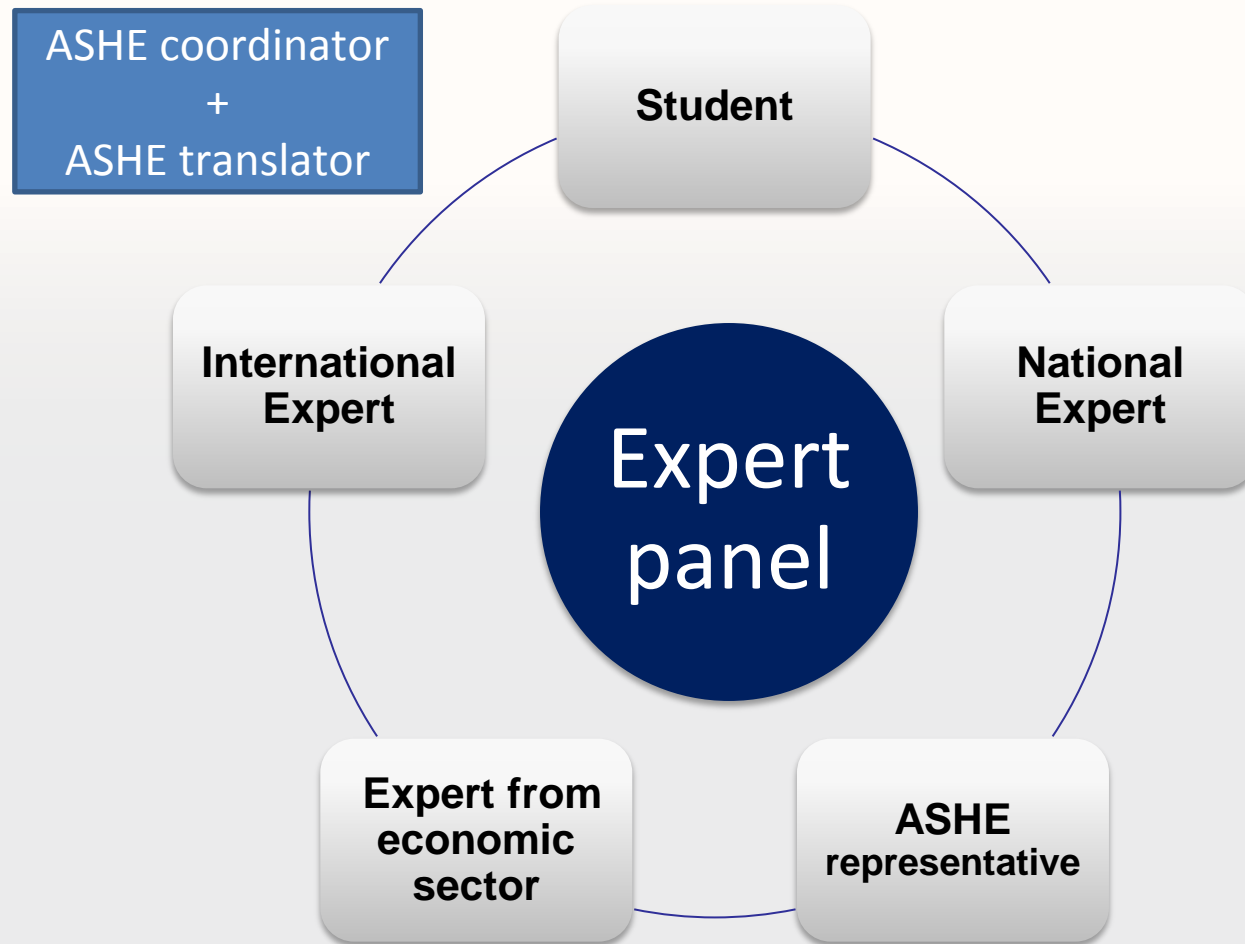 ASHE coordinator
+
ASHE translator
Student
International
Expert
National
Expert
Expert
panel
Expert from
economic
sector
ASHE
representative